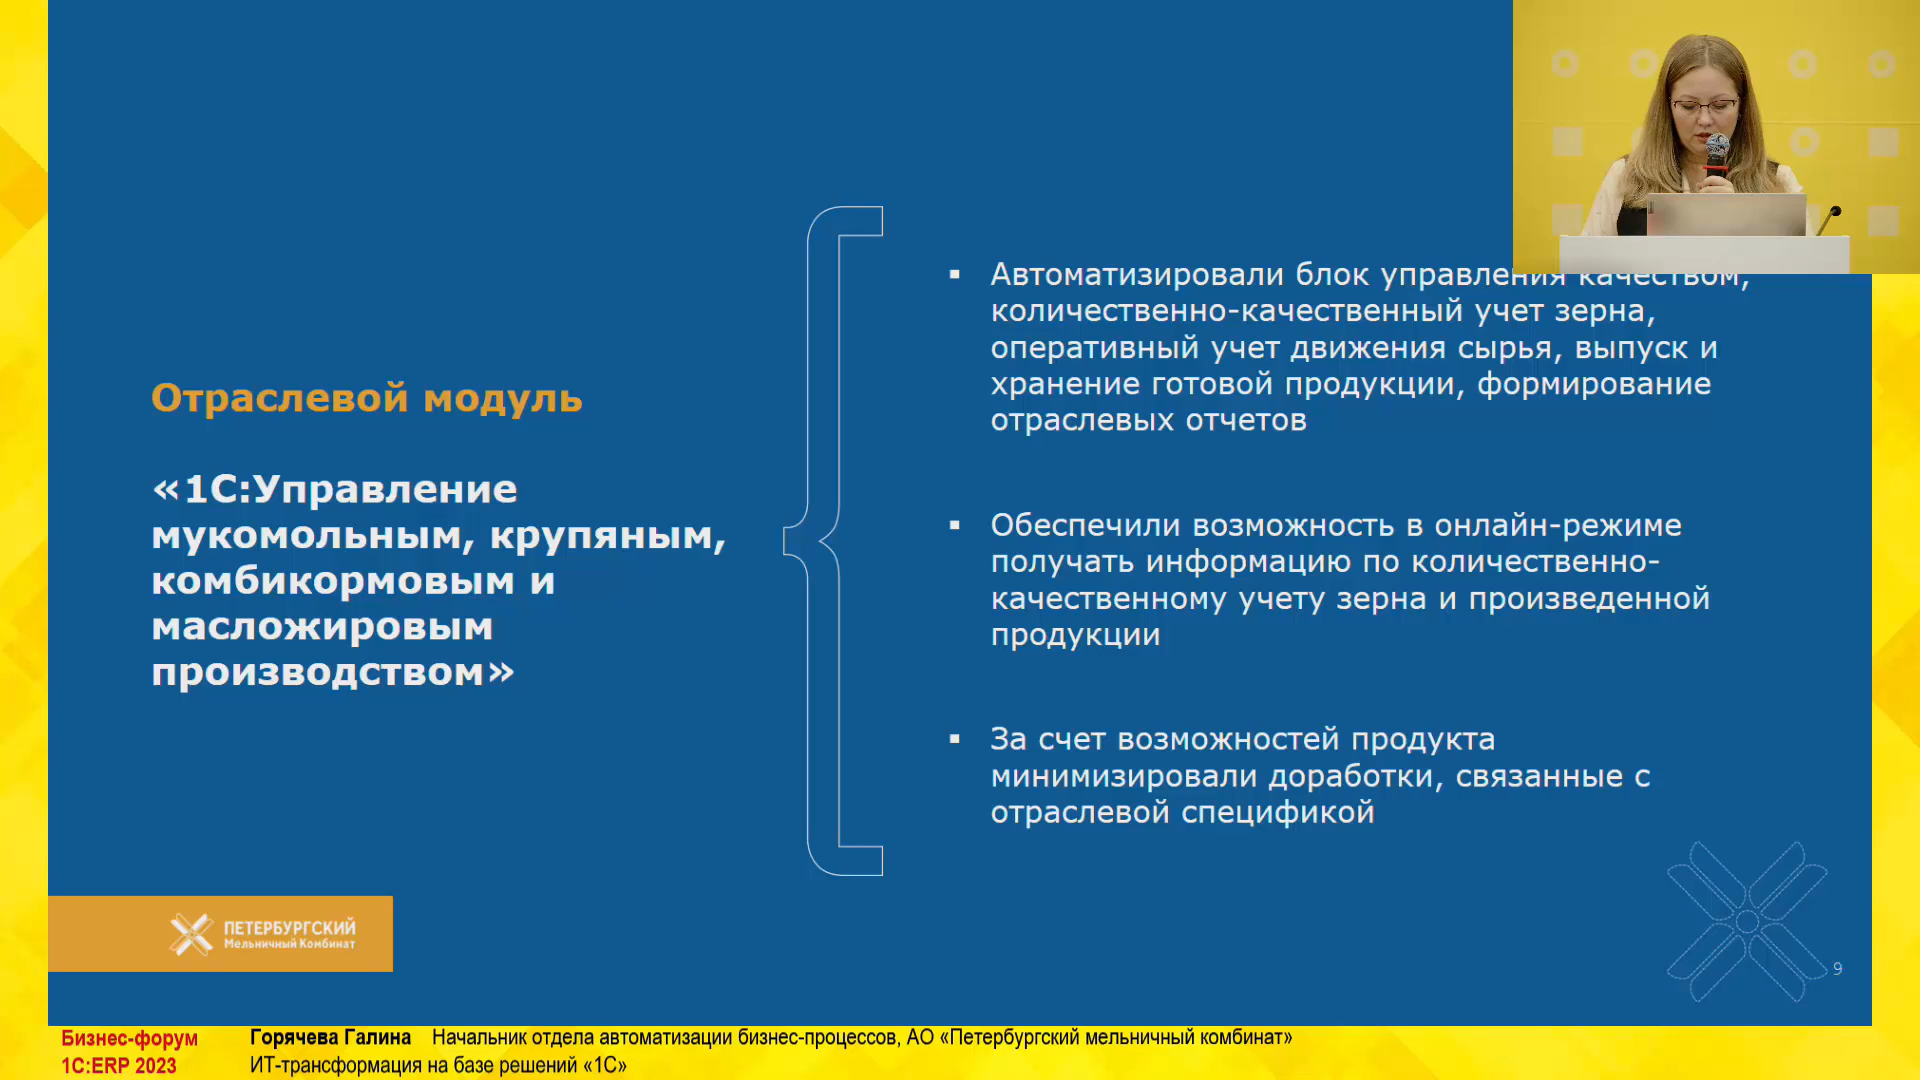 Отраслевой модуль
«1С:Управление
мукомольным, крупяным,
комбикормовым и
масложировым
производством»
▪ Автоматизировали блок управления качеством,
количественно-качественный учет зерна,
оперативный учет движения сырья, выпуск и
хранение готовой продукции, формирование
отраслевых отчетов
▪ Обеспечили возможность в онлайн-режиме
получать информацию по количественно-
качественному учету зерна и произведенной
продукции
▪ За счет возможностей продукта
минимизировали доработки, связанные с
отраслевой спецификой
ПЕТЕРБУРГСКИЙ
Мельничный Комбинат
9
Бизнес-форум
1С:ERP 2023
Горячева Галина Начальник отдела автоматизации бизнес-процессов, АО «Петербургский мельничный комбинат»
ИТ-трансформация на базе решений «1С»